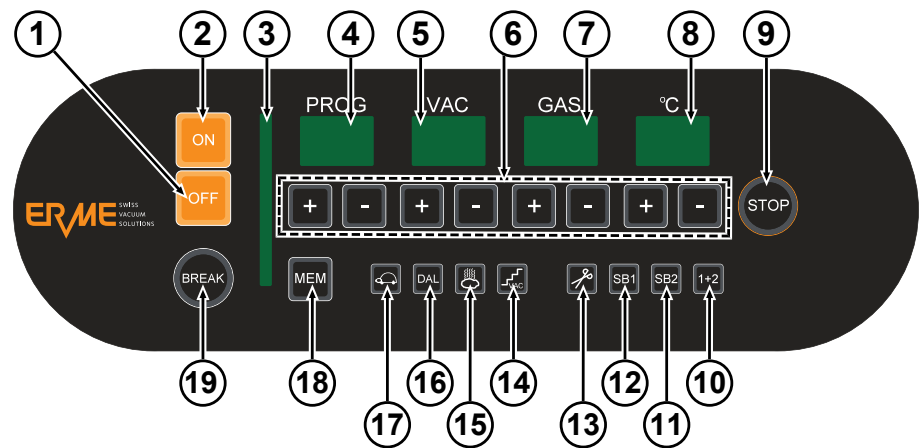 1 2 3 4 5 6 7 8 9
PROG VAC GAS °C
ON
OFF
ERME SWISS VACUUM SOLUTIONS
+ - + - + - + -
STOP
BREAK
MEM
DAL
VAC
SB1
SB2
1+2
19 18 17 16 15 14 13 12 11 10